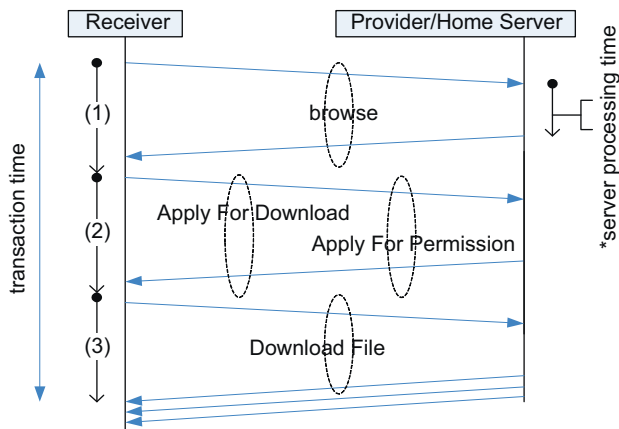 Receiver
Provider/Home Server
(1)
browse
transaction time
*server processing time
Apply For Download
(2)
Apply For Permission
(3)
Download File